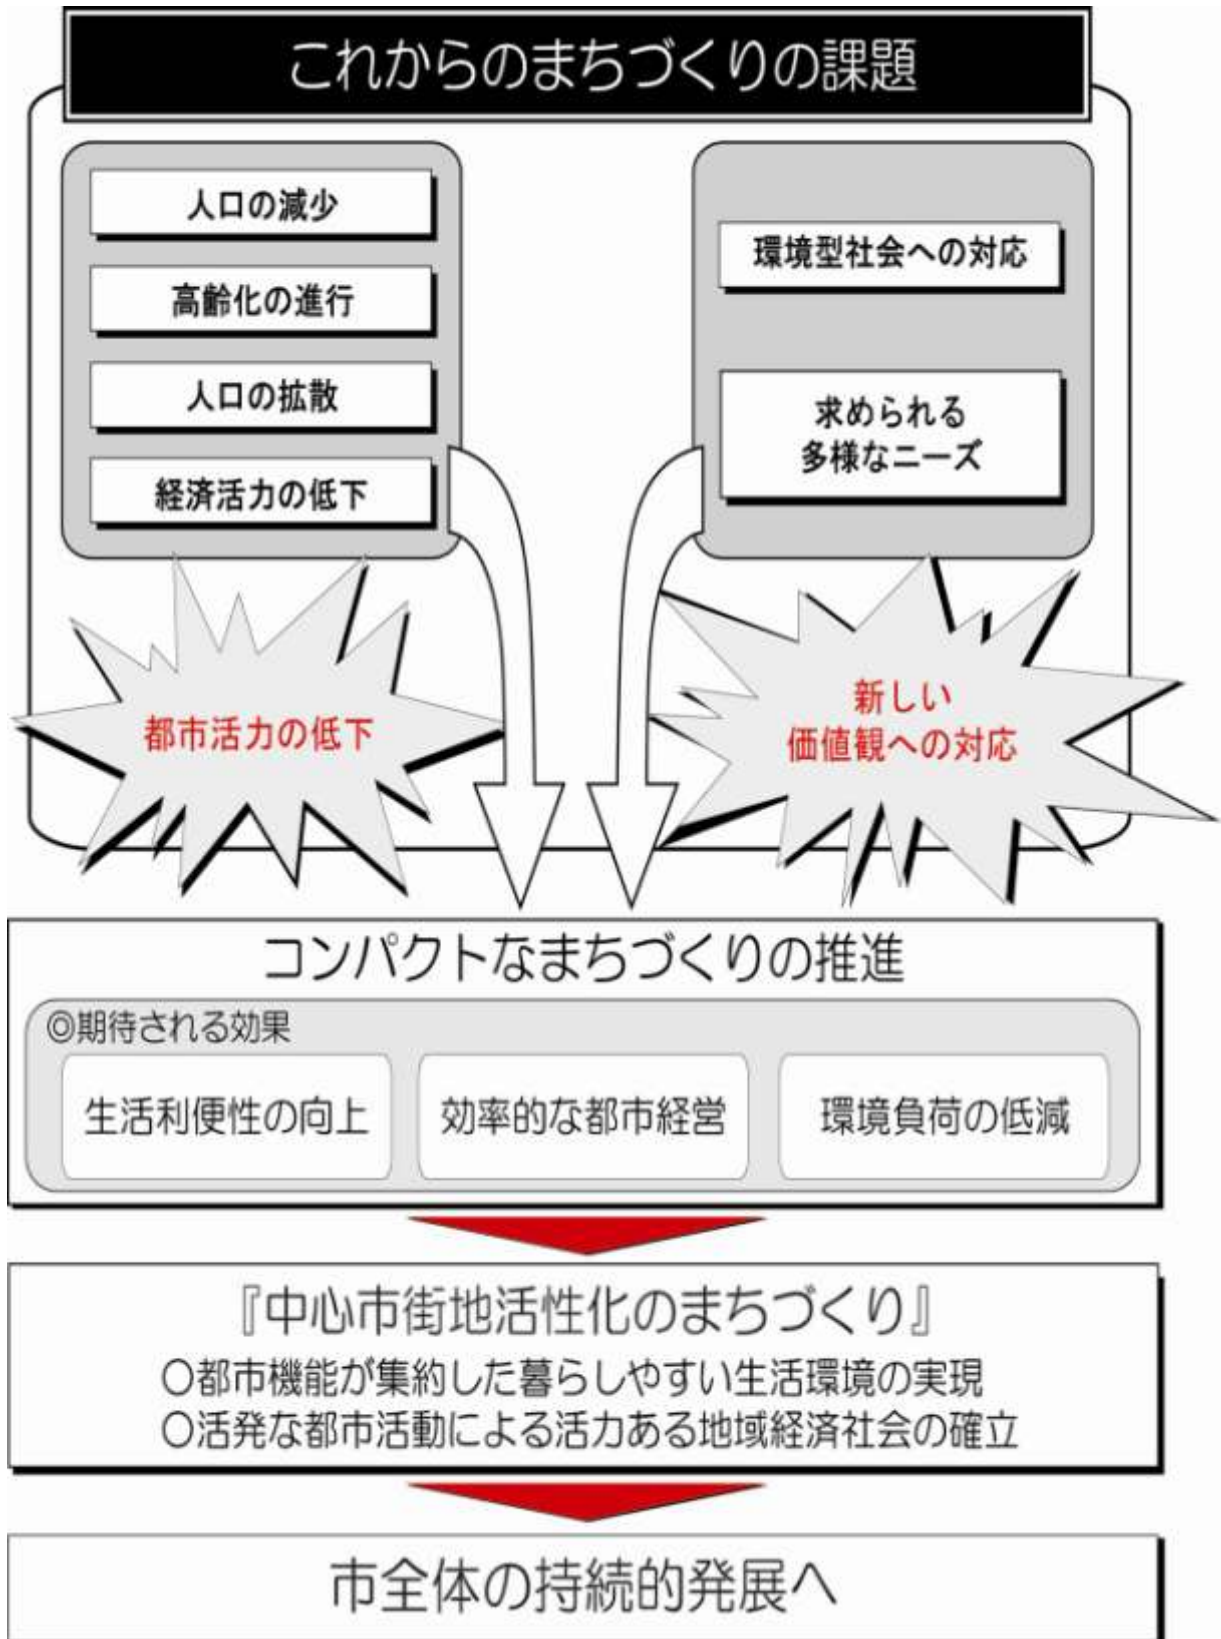 これからのまちづくりの課題
人口の減少
高齢化の進行
人口の拡散
経済活力の低下
都市活力の低下
環境型社会への対応
求められる
多様なニーズ
新しい
価値観への対応
コンパクトなまちづくりの推進
◎期待される効果
生活利便性の向上
効率的な都市経営
環境負荷の低減
『中心市街地活性化のまちづくり』
○都市機能が集約した暮らしやすい生活環境の実現
○活発な都市活動による活力ある地域経済社会の確立
市全体の持続的発展へ